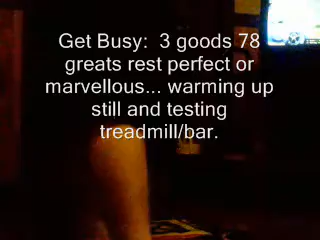 Get Busy:  3 goods 78
greats rest perfect or
marvellous... warming up
still and testing
treadmill/bar.